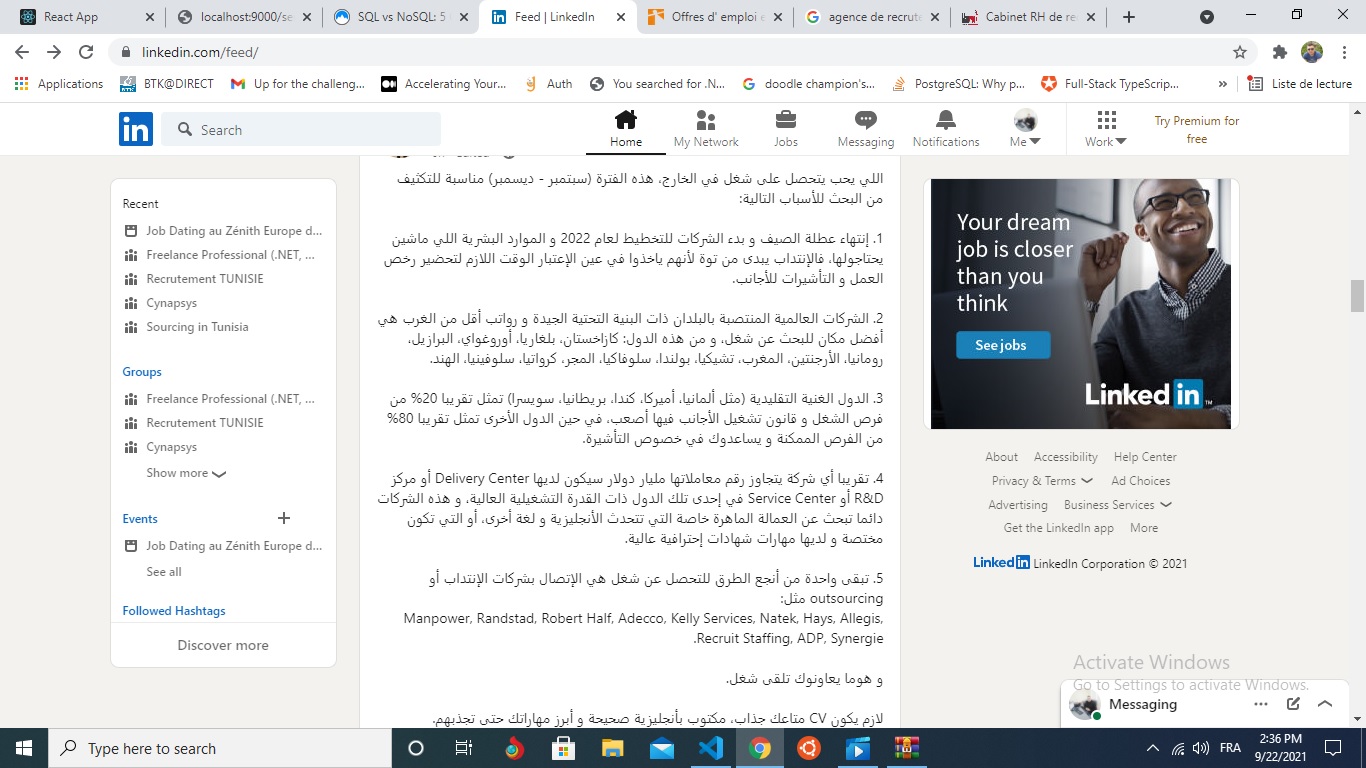 React App
localhost:9000/se
SQL vs NoSQL: 5
Feed | LinkedIn
Offres d' emploi e
agence de recrute
Cabinet RH de re
linkedin.com/feed/
Applications
BTK@DIRECT
Up for the challeng...
Accelerating Your...
Auth
You searched for .N...
doodle champion's...
PostgreSQL: Why p...
Full-Stack TypeScrip...
»
Liste de lecture
in
Search
Home
My Network
Jobs
Messaging
Notifications
Me
Work
Try Premium for
free
Recent
Job Dating au Zénith Europe d...
Freelance Professional (.NET, ...
Recrutement TUNISIE
Cynapsys
Sourcing in Tunisia
Groups
Freelance Professional (.NET, ...
Recrutement TUNISIE
Cynapsys
Show more
Events
Job Dating au Zénith Europe d...
See all
Followed Hashtags
Discover more
اللي يحب يتحصل على شغل في الخارج، هذه الفترة (سبتمبر - ديسمبر) مناسبة للتكثيف
من البحث للأسباب التالية:
1. إنتهاء عطلة الصيف و بدء الشركات للتخطيط لعام 2022 و الموارد البشرية اللي ماشين
يحتاجولها، فالإنتداب يبدى من توة لأنهم ياخذوا في عين الإعتبار الوقت اللازم لتحضير رخص
العمل و التأشيرات للأجانب.
2. الشركات العالمية المنتصبة بالبلدان ذات البنية التحتية الجيدة و رواتب أقل من الغرب هي
أفضل مكان للبحث عن شغل، و من هذه الدول: كازاخستان، بلغاريا، أوروغواي، البرازيل،
رومانيا، الأرجنتين، المغرب، تشيكيا، بولندا، سلوفاكيا، المجر، كرواتيا، سلوفينيا، الهند.
3. الدول الغنية التقليدية (مثل ألمانيا، أميركا، كندا، بريطانيا، سويسرا) تمثل تقريبا 20% من
فرص الشغل و قانون تشغيل الأجانب فيها أصعب، في حين الدول الأخرى تمثل تقريبا 80%
من الفرص الممكنة و يساعدوك في خصوص التأشيرة.
4. تقريبا أي شركة يتجاوز رقم معاملاتها مليار دولار سيكون لديها Delivery Center أو مركز
R&D أو Service Center في إحدى تلك الدول ذات القدرة التشغيلية العالية، و هذه الشركات
دائما تبحث عن العمالة الماهرة خاصة التي تتحدث الأنجليزية و لغة أخرى، أو التي تكون
مختصة و لديها مهارات شهادات إحترافية عالية.
5. تبقى واحدة من أنجع الطرق للتحصل عن شغل هي الإتصال بشركات الإنتداب أو
outsourcing مثل:
Manpower, Randstad, Robert Half, Adecco, Kelly Services, Natek, Hays, Allegis,
Recruit Staffing, ADP, Synergie.
و هوما يعاونوك تلقى شغل.
لازم يكون CV متاعك جذاب، مكتوب بأنجليزية صحيحة و أبرز مهاراتك حتى تجذبهم.
Your dream
job is closer
than you
think
See jobs
Linked in
About
Accessibility
Help Center
Privacy & Terms
Ad Choices
Advertising
Business Services
Get the LinkedIn app
More
Linked in LinkedIn Corporation © 2021
Activate Windows
Go to Settings to activate Windows.
Messaging
Type here to search
FRA
2:36 PM
9/22/2021